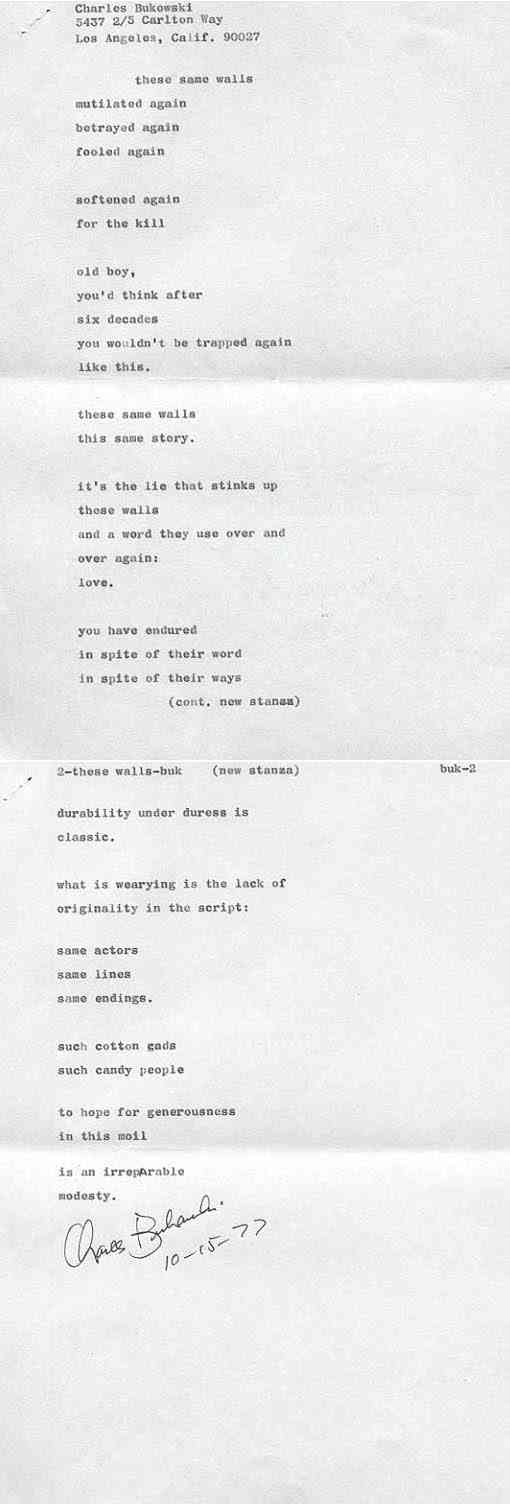 Charles Bukowski
5437 2/5 Carlton Way
Los Angeles, Calif. 90027
these same walls
mutilated again
betrayed again
fooled again
softened again
for the kill
old boy,
you'd think after
six decades
you wouldn't be trapped again
like this.
these same walls
this same story.
it's the lie that stinks up
these walls
and a word they use over and
over again:
love.
you have endured
in spite of their word
in spite of their ways
(cont. new stanza)
2-these walls-buk (new stanza) buk-2
durability under duress is
classic.
what is wearying is the lack of
originality in the script:
same actors
same lines
same endings.
such cotton gads
such candy people
to hope for generousness
in this moil
is an irreparable
modesty.
Charles Bukowski
10-15-77